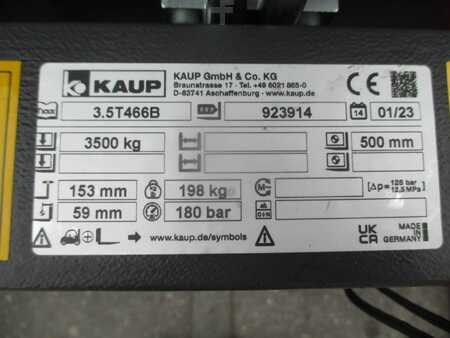 KAUP
KAUP GmbH & Co. KG
Braunstrasse 17 · Tel. +49 6021 865-0
D-63741 Aschaffenburg · www.kaup.de
CE
3.5T466B 923914 14 01/23
3500 kg 500 mm
153 mm 198 kg M [Δp= 125 bar 12,5 MPa]
59 mm 180 bar
→ www.kaup.de/symbols
UK CA
MADE IN GERMANY